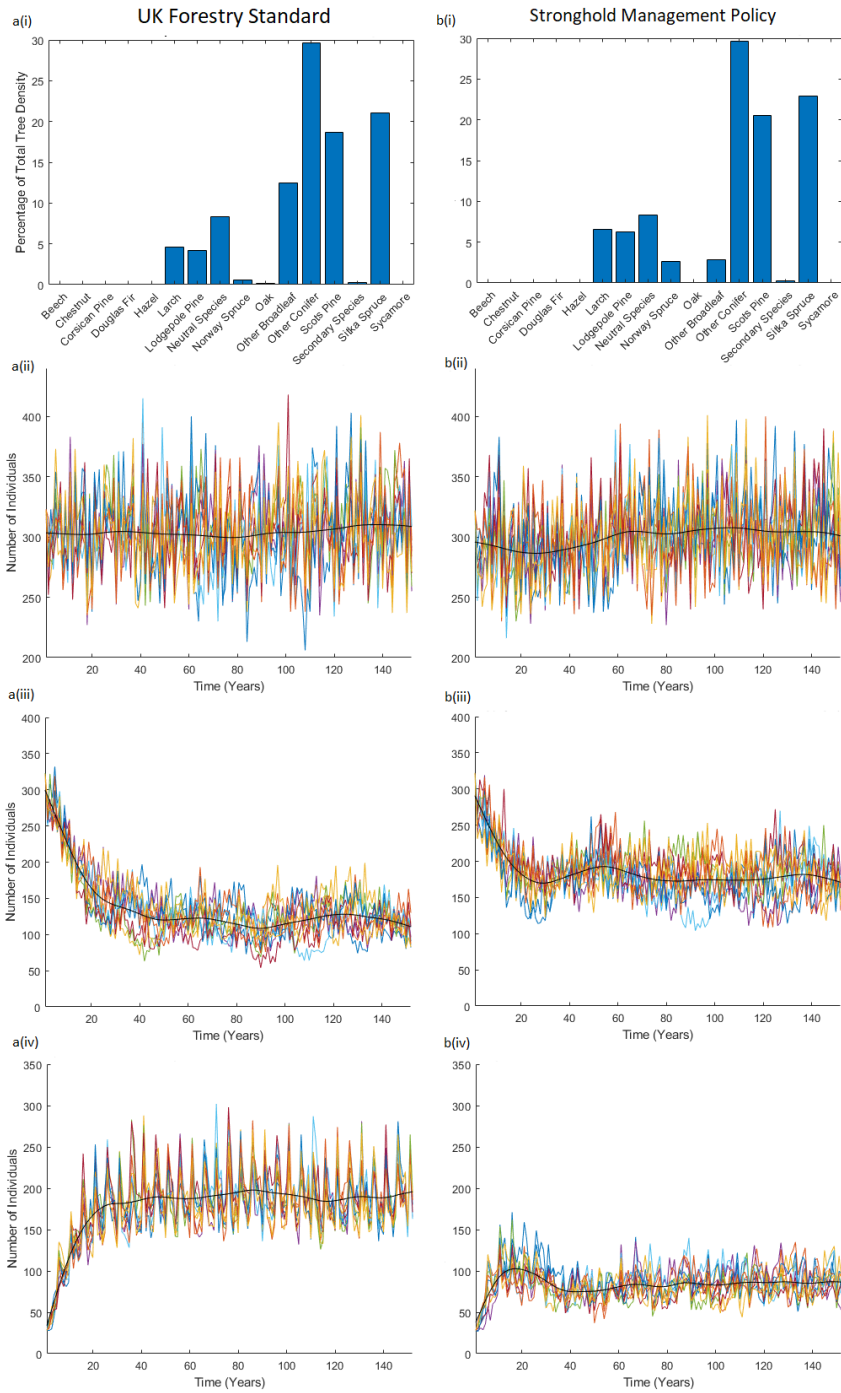 UK Forestry Standard
Stronghold Management Policy
a(i)
30
25
20
15
10
5
0
Percentage of Total Tree Density
Beech
Chestnut
Corsican Pine
Douglas Fir
Hazel
Larch
Lodgepole Pine
Neutral Species
Norway Spruce
Oak
Other Broadleaf
Other Conifer
Scots Pine
Secondary Species
Sitka Spruce
Sycamore
b(i)
30
25
20
15
10
5
0
Beech
Chestnut
Corsican Pine
Douglas Fir
Hazel
Larch
Lodgepole Pine
Neutral Species
Norway Spruce
Oak
Other Broadleaf
Other Conifer
Scots Pine
Secondary Species
Sitka Spruce
Sycamore
a(ii)
400
350
300
250
200
Number of Individuals
20 40 60 80 100 120 140
Time (Years)
b(ii)
400
350
300
250
200
20 40 60 80 100 120 140
Time (Years)
a(iii)
400
350
300
250
200
150
100
50
0
Number of Individuals
20 40 60 80 100 120 140
Time (Years)
b(iii)
400
350
300
250
200
150
100
50
0
20 40 60 80 100 120 140
Time (Years)
a(iv)
350
300
250
200
150
100
50
0
Number of Individuals
20 40 60 80 100 120 140
Time (Years)
b(iv)
350
300
250
200
150
100
50
0
20 40 60 80 100 120 140
Time (Years)